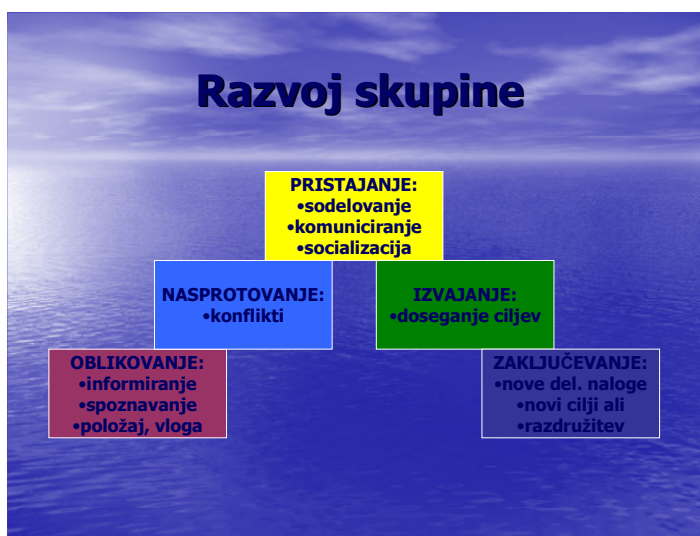 Razvoj skupine
PRISTAJANJE:
•sodelovanje
•komuniciranje
•socializacija
NASPROTOVANJE:
•konflikti
IZVAJANJE:
•doseganje ciljev
OBLIKOVANJE:
•informiranje
•spoznavanje
•položaj, vloga
ZAKLJUČEVANJE:
•nove del. naloge
•novi cilji ali
•razdružitev